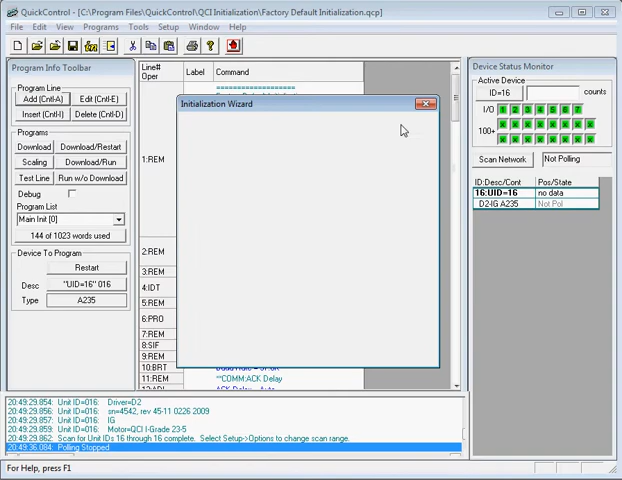 QuickControl - [C:\Program Files\QuickControl\QCI Initialization\Factory Default Initialization.qcp]
File Edit View Programs Tools Setup Window Help
Program Info Toolbar
Program Line
Add (Cntl-A) Edit (Cntl-E)
Insert (Cntl-I) Delete (Cntl-D)
Programs
Download Download/Restart
Scaling Download/Run
Test Line Run w/o Download
Debug
Program List
Main Init [0]
144 of 1023 words used
Device To Program
Restart
Desc "UID=16" 016
Type A235
Line# Oper Label Command
1:REM
2:REM
3:REM
4:IDT
5:REM
6:PRO
7:REM
8:SIF
9:REM
10:BRT
11:REM **COMM:ACK Delay
Initialization Wizard
Device Status Monitor
Active Device
ID=16 counts
I/O 1 2 3 4 5 6 7
100+
Scan Network Not Polling
ID:Desc/Cont Pos/State
16:UID=16 no data
D2-IG A235 Not Pol
20:49:29.854: Unit ID=016: Driver=D2
20:49:29.856: Unit ID=016: sn=4542, rev 45-11 0226 2009
20:49:29.857: Unit ID=016: IG
20:49:29.859: Unit ID=016: Motor=QCI I-Grade 23-5
20:49:29.862: Scan for Unit IDs 16 through 16 complete. Select Setup->Options to change scan range.
20:49:36.084: Polling Stopped
For Help, press F1